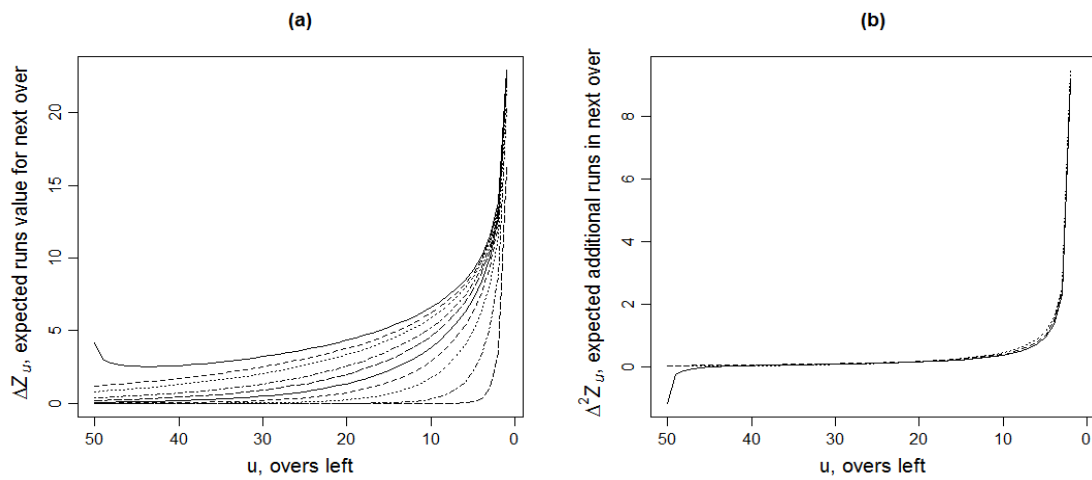 (a)
ΔZu, expected runs value for next over
20
15
10
5
0
50 40 30 20 10 0
u, overs left
(b)
Δ²Zu, expected additional runs in next over
8
6
4
2
0
50 40 30 20 10 0
u, overs left